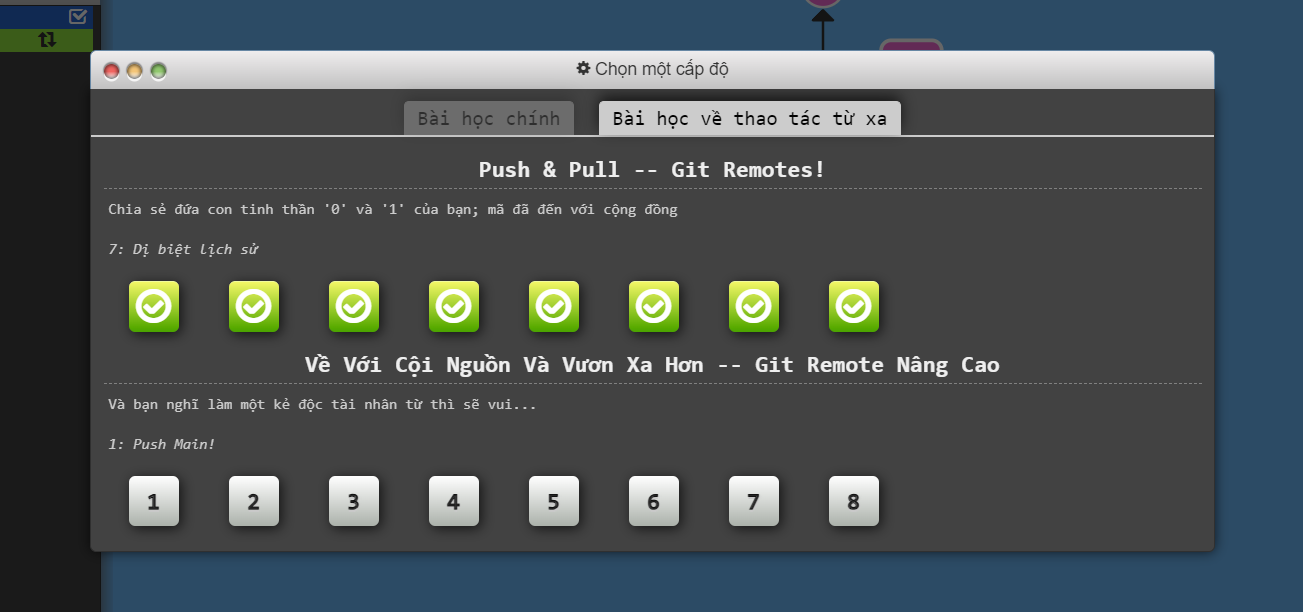 Chọn một cấp độ
Bài học chính
Bài học về thao tác từ xa
Push & Pull -- Git Remotes!
Chia sẻ đứa con tinh thần '0' và '1' của bạn; mã đã đến với cộng đồng
7: Dị biệt lịch sử
Về Với Cội Nguồn Và Vươn Xa Hơn -- Git Remote Nâng Cao
Và bạn nghĩ làm một kẻ độc tài nhân từ thì sẽ vui...
1: Push Main!
1 2 3 4 5 6 7 8